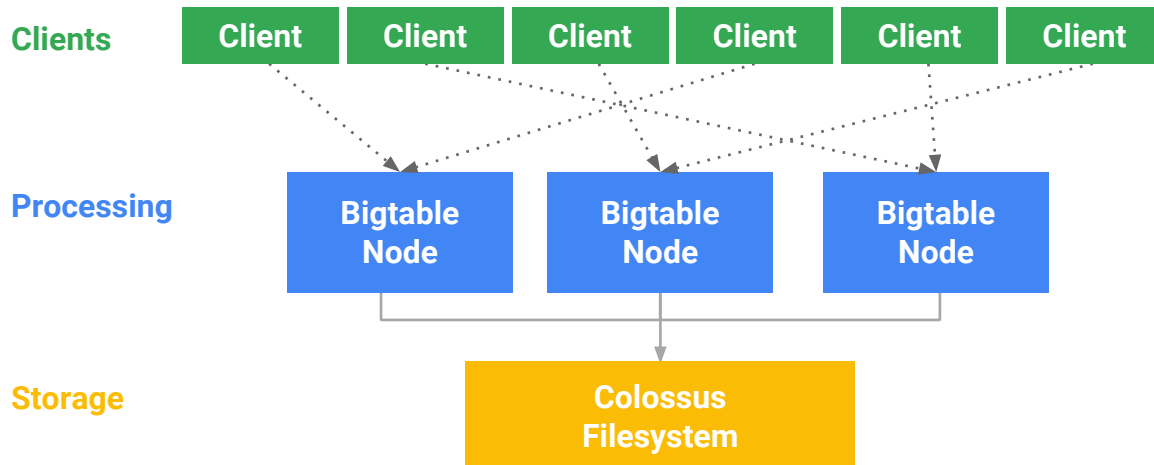 Clients
Client
Client
Client
Client
Client
Client
Processing
Bigtable
Node
Bigtable
Node
Bigtable
Node
Storage
Colossus
Filesystem